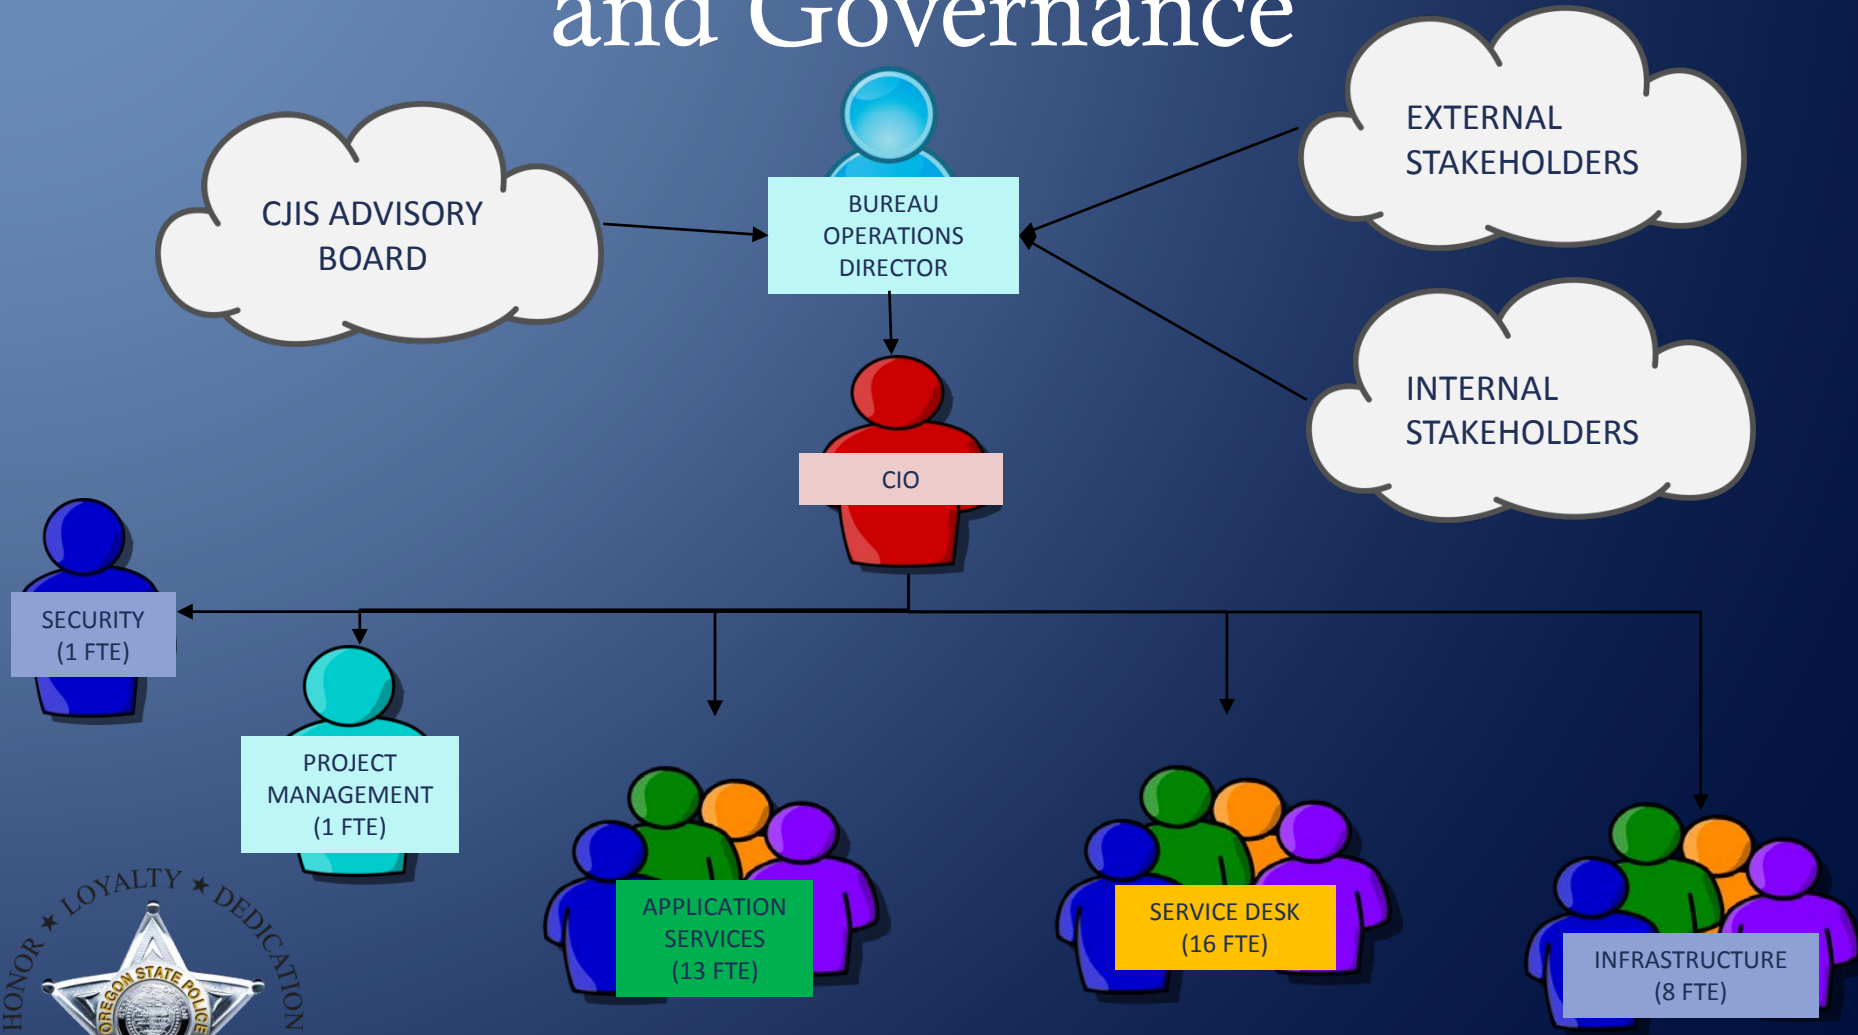 and Governance
CJIS ADVISORY
BOARD
BUREAU
OPERATIONS
DIRECTOR
EXTERNAL
STAKEHOLDERS
INTERNAL
STAKEHOLDERS
CIO
SECURITY
(1 FTE)
PROJECT
MANAGEMENT
(1 FTE)
APPLICATION
SERVICES
(13 FTE)
SERVICE DESK
(16 FTE)
INFRASTRUCTURE
(8 FTE)
HONOR ★ LOYALTY ★ DEDICATION
OREGON STATE POLICE